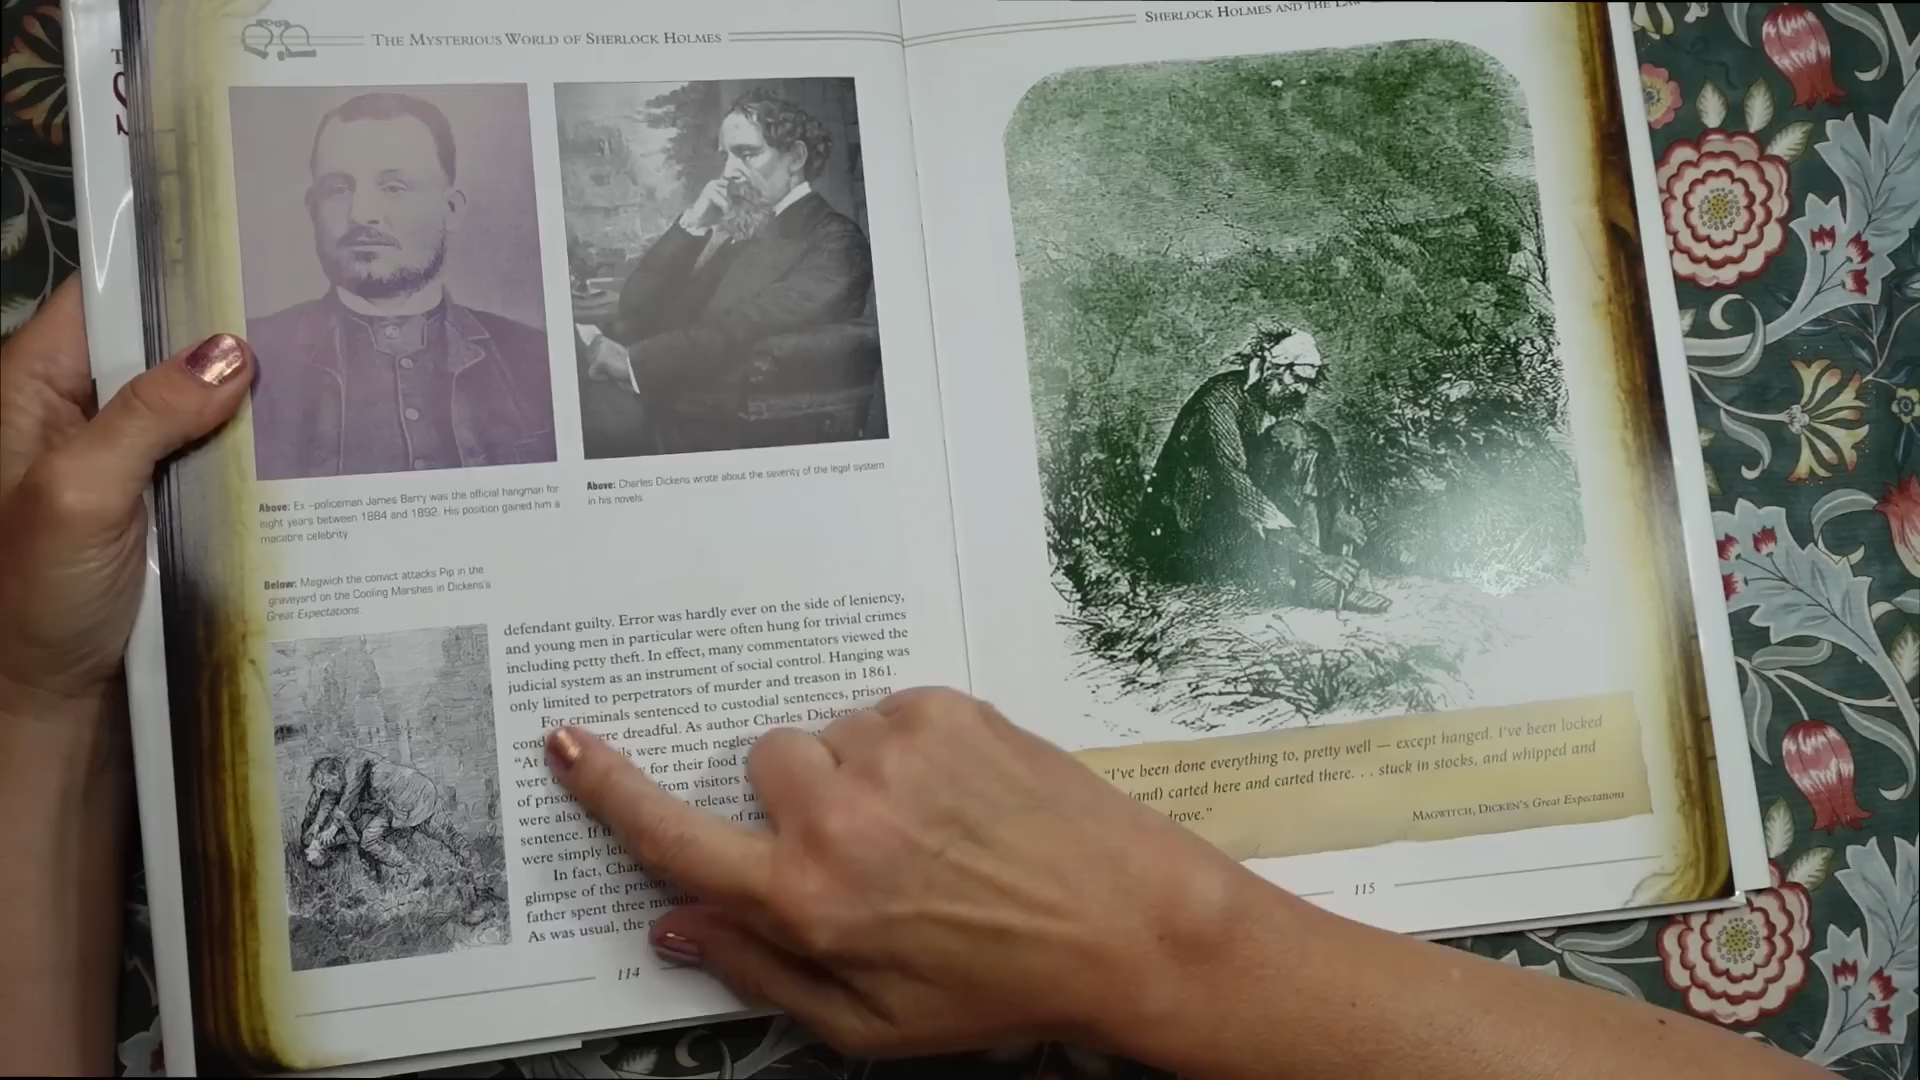 THE MYSTERIOUS WORLD OF SHERLOCK HOLMES
Above: Ex –policeman James Berry was the official hangman for
eight years between 1884 and 1892. His position gained him a
macabre celebrity.
Above: Charles Dickens wrote about the severity of the legal system
in his novels.
Below: Magwich the convict attacks Pip in the
graveyard on the Cooling Marshes in Dickens's
Great Expectations.
defendant guilty. Error was hardly ever on the side of leniency,
and young men in particular were often hung for trivial crimes
including petty theft. In effect, many commentators viewed the
judicial system as an instrument of social control. Hanging was
only limited to perpetrators of murder and treason in 1861.
For criminals sentenced to custodial sentences, prison
were dreadful. As author Charles Dickens
"At were much
were for their food
of from visitors
were also release
sentence. If of
were simply
In fact,
glimpse of the prison
father spent three months
As was usual, the
114
SHERLOCK HOLMES AND THE
"I've been done everything to, pretty well — except hanged. I've been locked
(and) carted here and carted there. . . stuck in stocks, and whipped and
drove."
MAGWITCH, DICKEN'S Great Expectanons
115